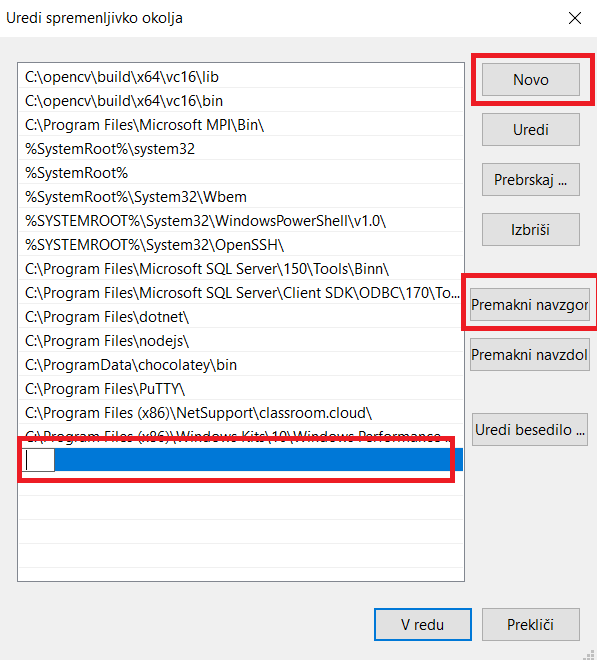 Uredi spremenljivko okolja
C:\opencv\build\x64\vc16\lib
C:\opencv\build\x64\vc16\bin
C:\Program Files\Microsoft MPI\Bin\
%SystemRoot%\system32
%SystemRoot%
%SystemRoot%\System32\Wbem
%SYSTEMROOT%\System32\WindowsPowerShell\v1.0\
%SYSTEMROOT%\System32\OpenSSH\
C:\Program Files\Microsoft SQL Server\150\Tools\Binn\
C:\Program Files\Microsoft SQL Server\Client SDK\ODBC\170\To...
C:\Program Files\dotnet\
C:\Program Files\nodejs\
C:\ProgramData\chocolatey\bin
C:\Program Files\PuTTY\
C:\Program Files (x86)\NetSupport\classroom.cloud\
C:\Program Files (x86)\Windows Kits\10\Windows Performance
Novo
Uredi
Prebrskaj ...
Izbriši
Premakni navzgor
Premakni navzdol
Uredi besedilo ...
V redu
Prekliči